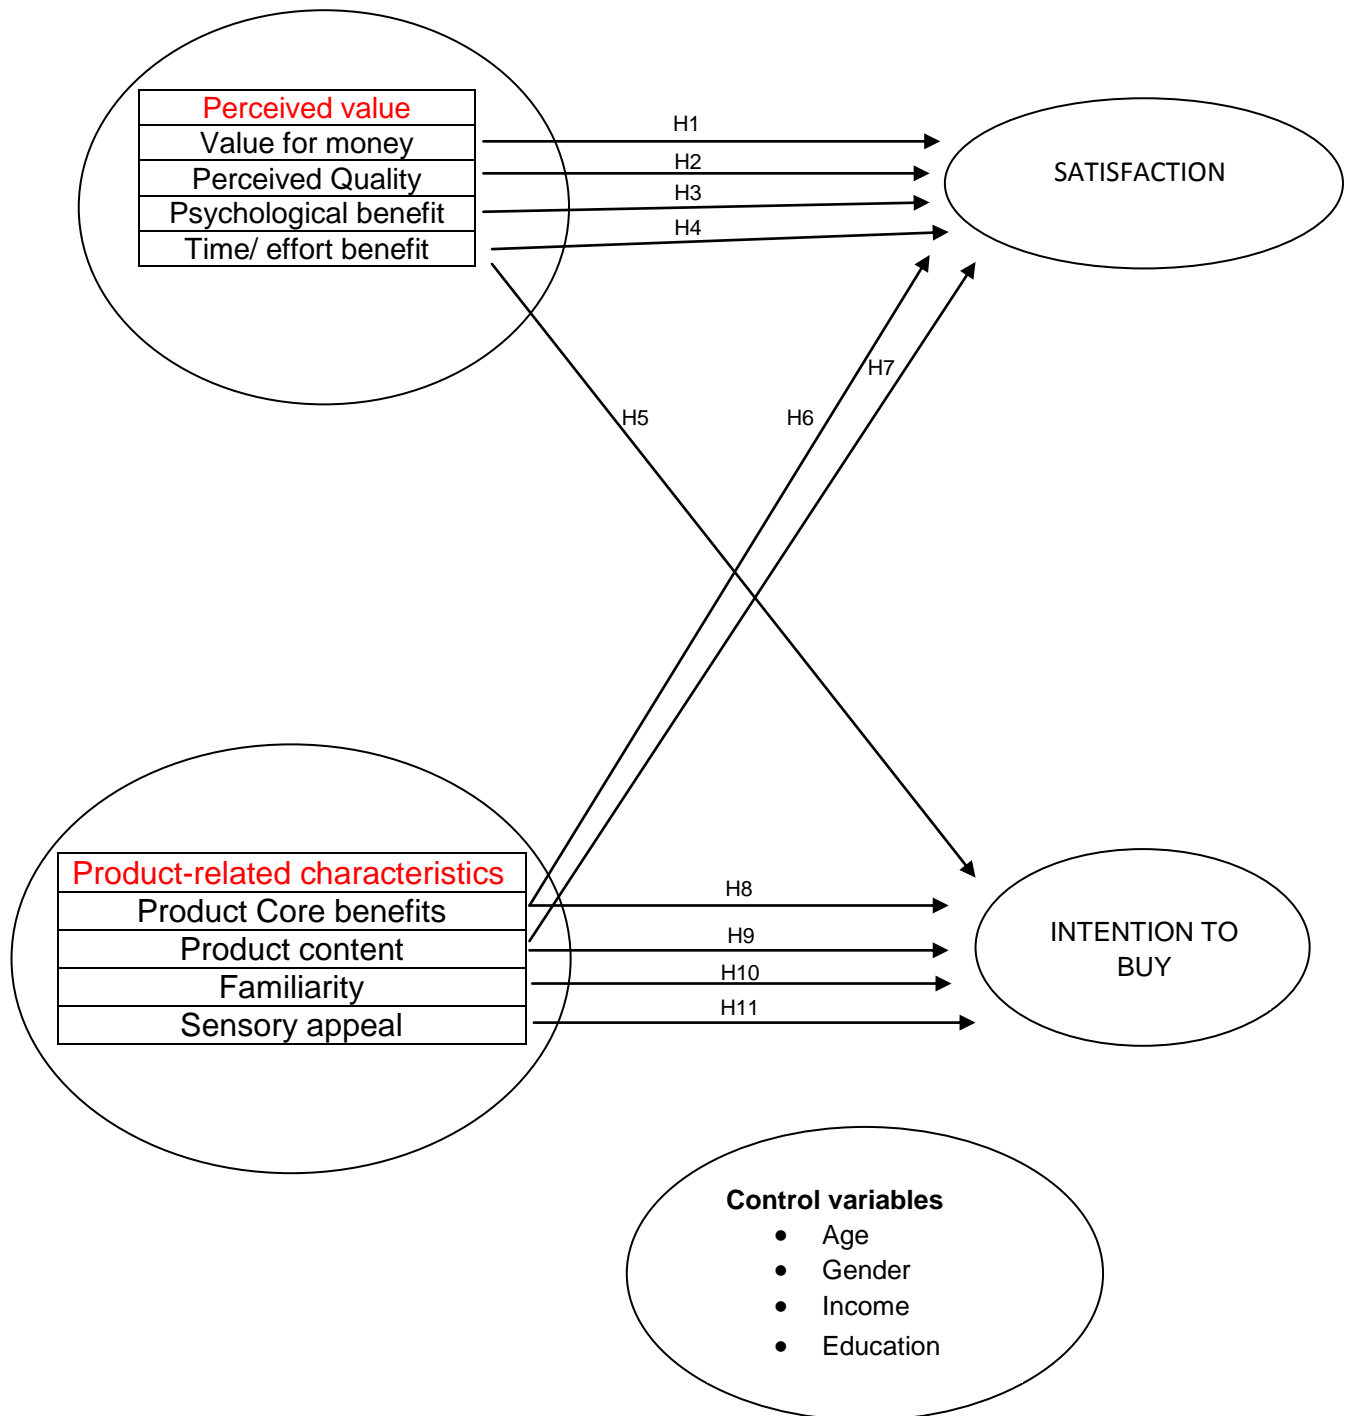 Perceived value
Value for money
Perceived Quality
Psychological benefit
Time/ effort benefit
H1
H2
H3
H4
SATISFACTION
H5
H6
H7
Product-related characteristics
Product Core benefits
Product content
Familiarity
Sensory appeal
H8
H9
H10
H11
INTENTION TO
BUY
Control variables
• Age
• Gender
• Income
• Education